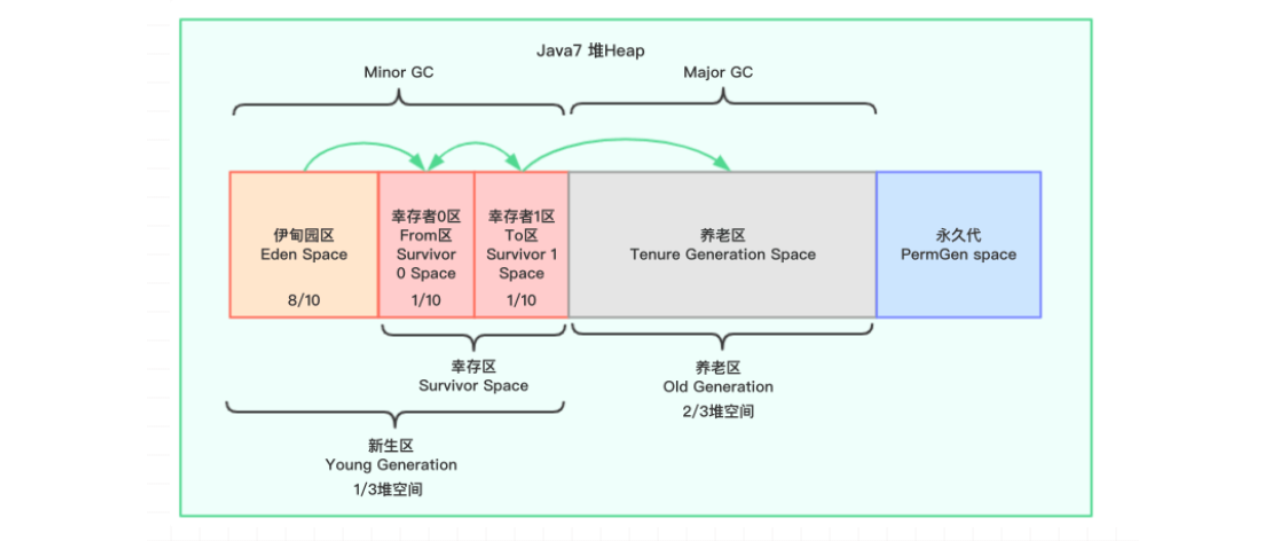 Java7 堆Heap
Minor GC
Major GC
伊甸园区
Eden Space
8/10
幸存者0区
From区
Survivor
0 Space
1/10
幸存者1区
To区
Survivor 1
Space
1/10
养老区
Tenure Generation Space
永久代
PermGen space
幸存区
Survivor Space
养老区
Old Generation
2/3堆空间
新生区
Young Generation
1/3堆空间